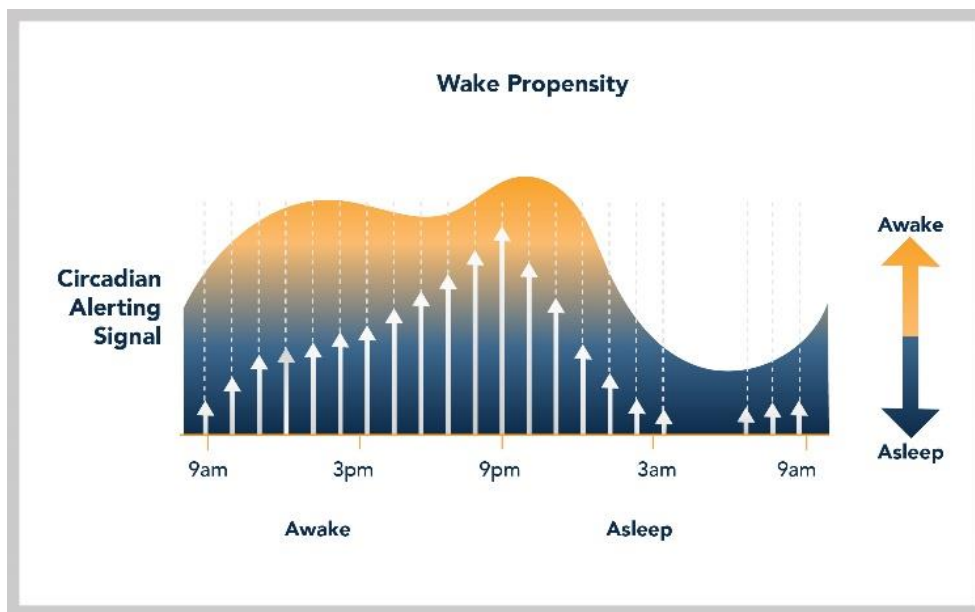 Wake Propensity
Circadian
Alerting
Signal
Awake
Asleep
9am
3pm
9pm
3am
9am
Awake
Asleep